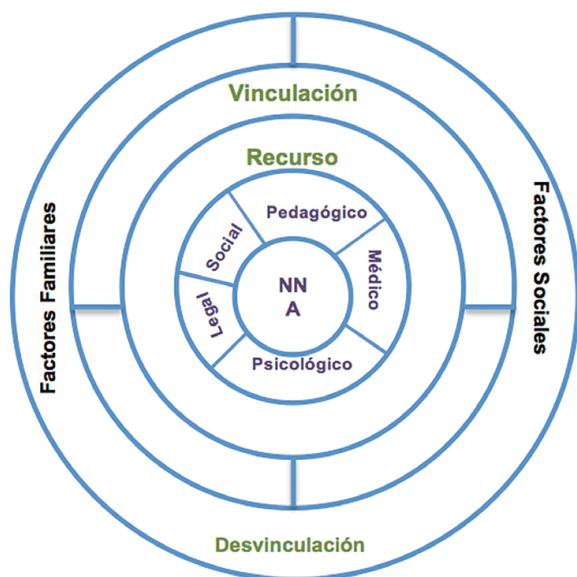 Vinculación
Recurso
Pedagógico
Social
Médico
Legal
NN
A
Psicológico
Factores Familiares
Factores Sociales
Desvinculación